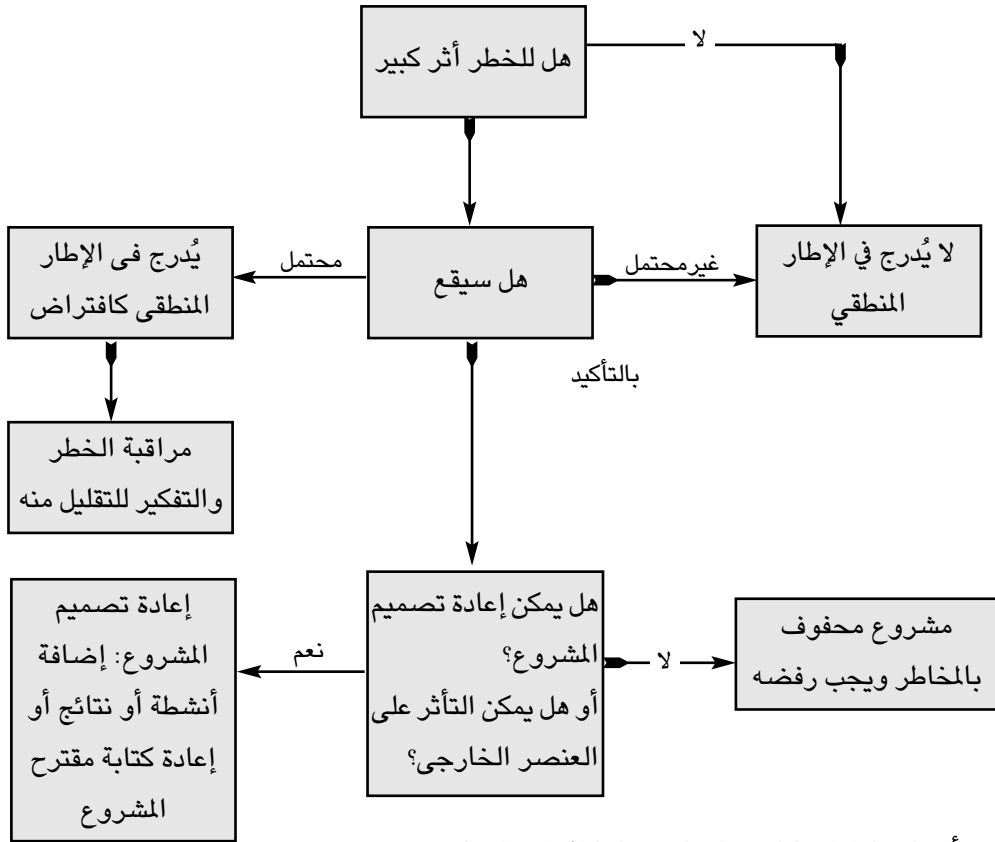 هل للخطر أثر كبير
لا
لا يُدرج في الإطار
المنطقي
غيرمحتمل
هل سيقع
محتمل
يُدرج فى الإطار
المنطقى كافتراض
بالتأكيد
مراقبة الخطر
والتفكير للتقليل منه
هل يمكن إعادة تصميم
المشروع؟
أو هل يمكن التأثر على
العنصر الخارجى؟
لا
مشروع محفوف
بالمخاطر ويجب رفضه
نعم
إعادة تصميم
المشروع: إضافة
أنشطة أو نتائج أو
إعادة كتابة مقترح
المشروع